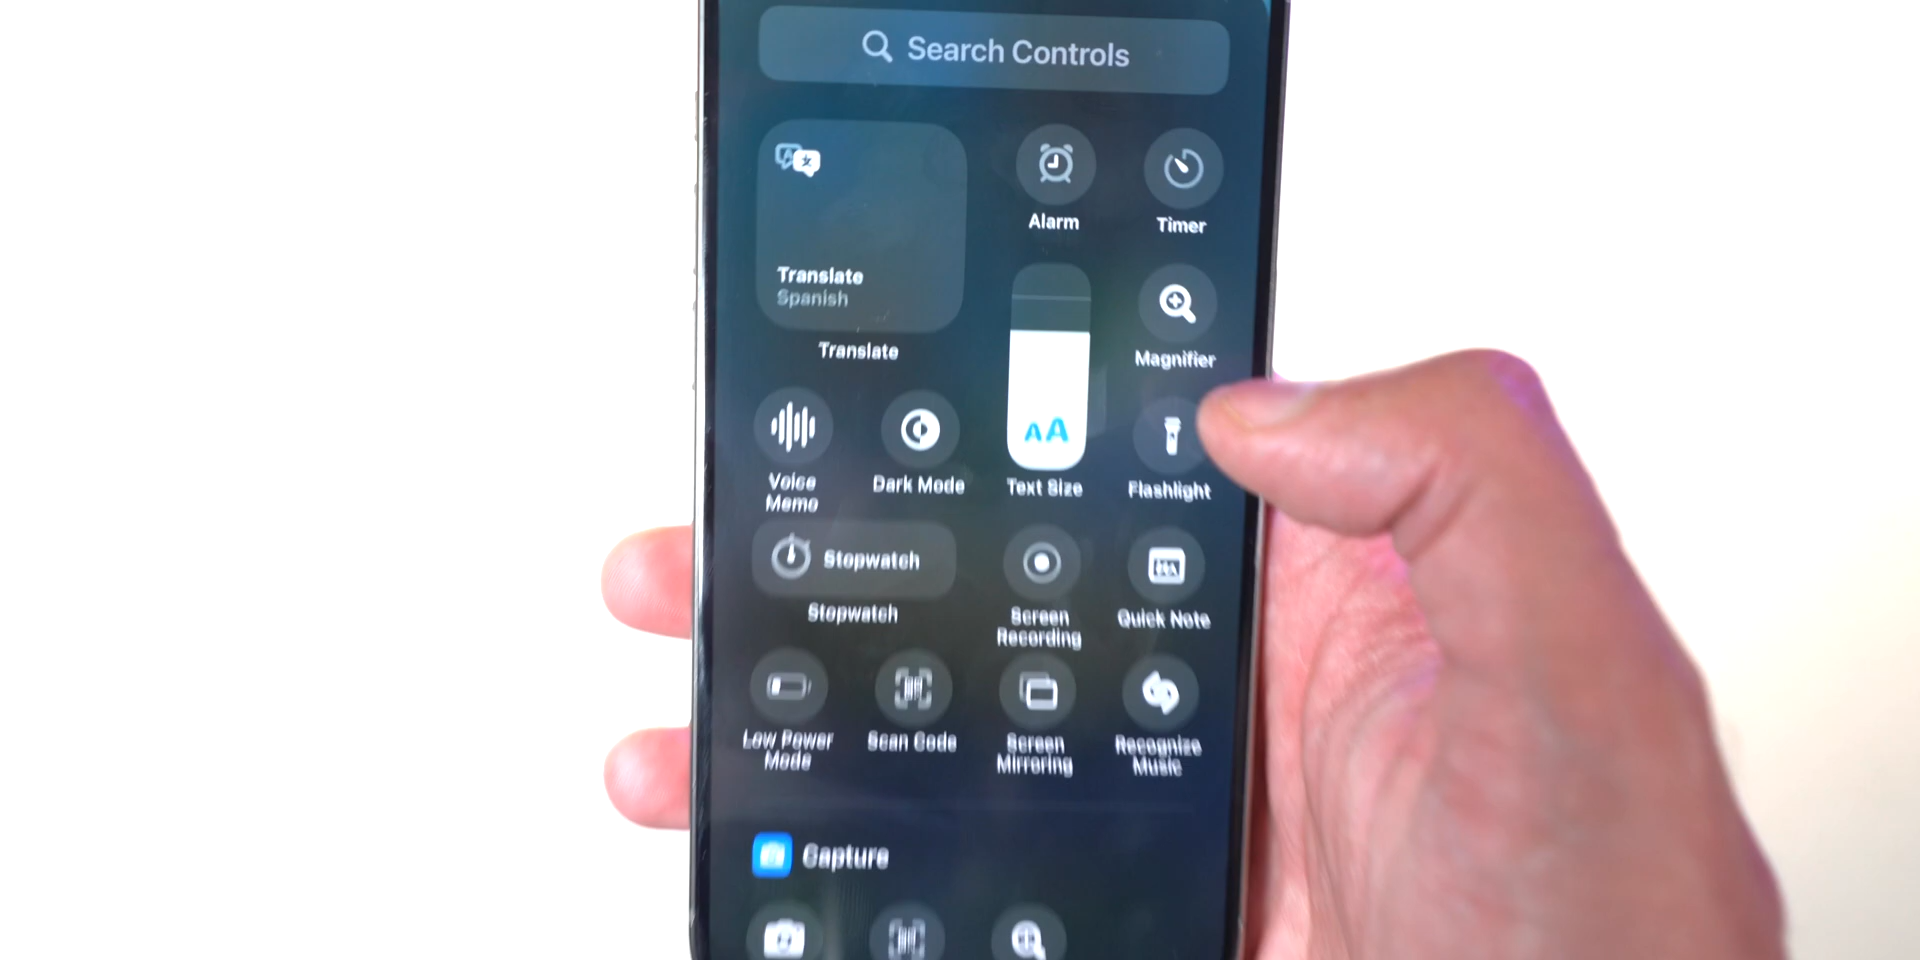 Search Controls
Alarm
Timer
Translate
Spanish
Translate
Magnifier
AA
Voice
Memo
Dark Mode
Text Size
Flashlight
Stopwatch
Stopwatch
Screen
Recording
Quick Note
Low Power
Mode
Scan Code
Screen
Mirroring
Recognize
Music
Capture